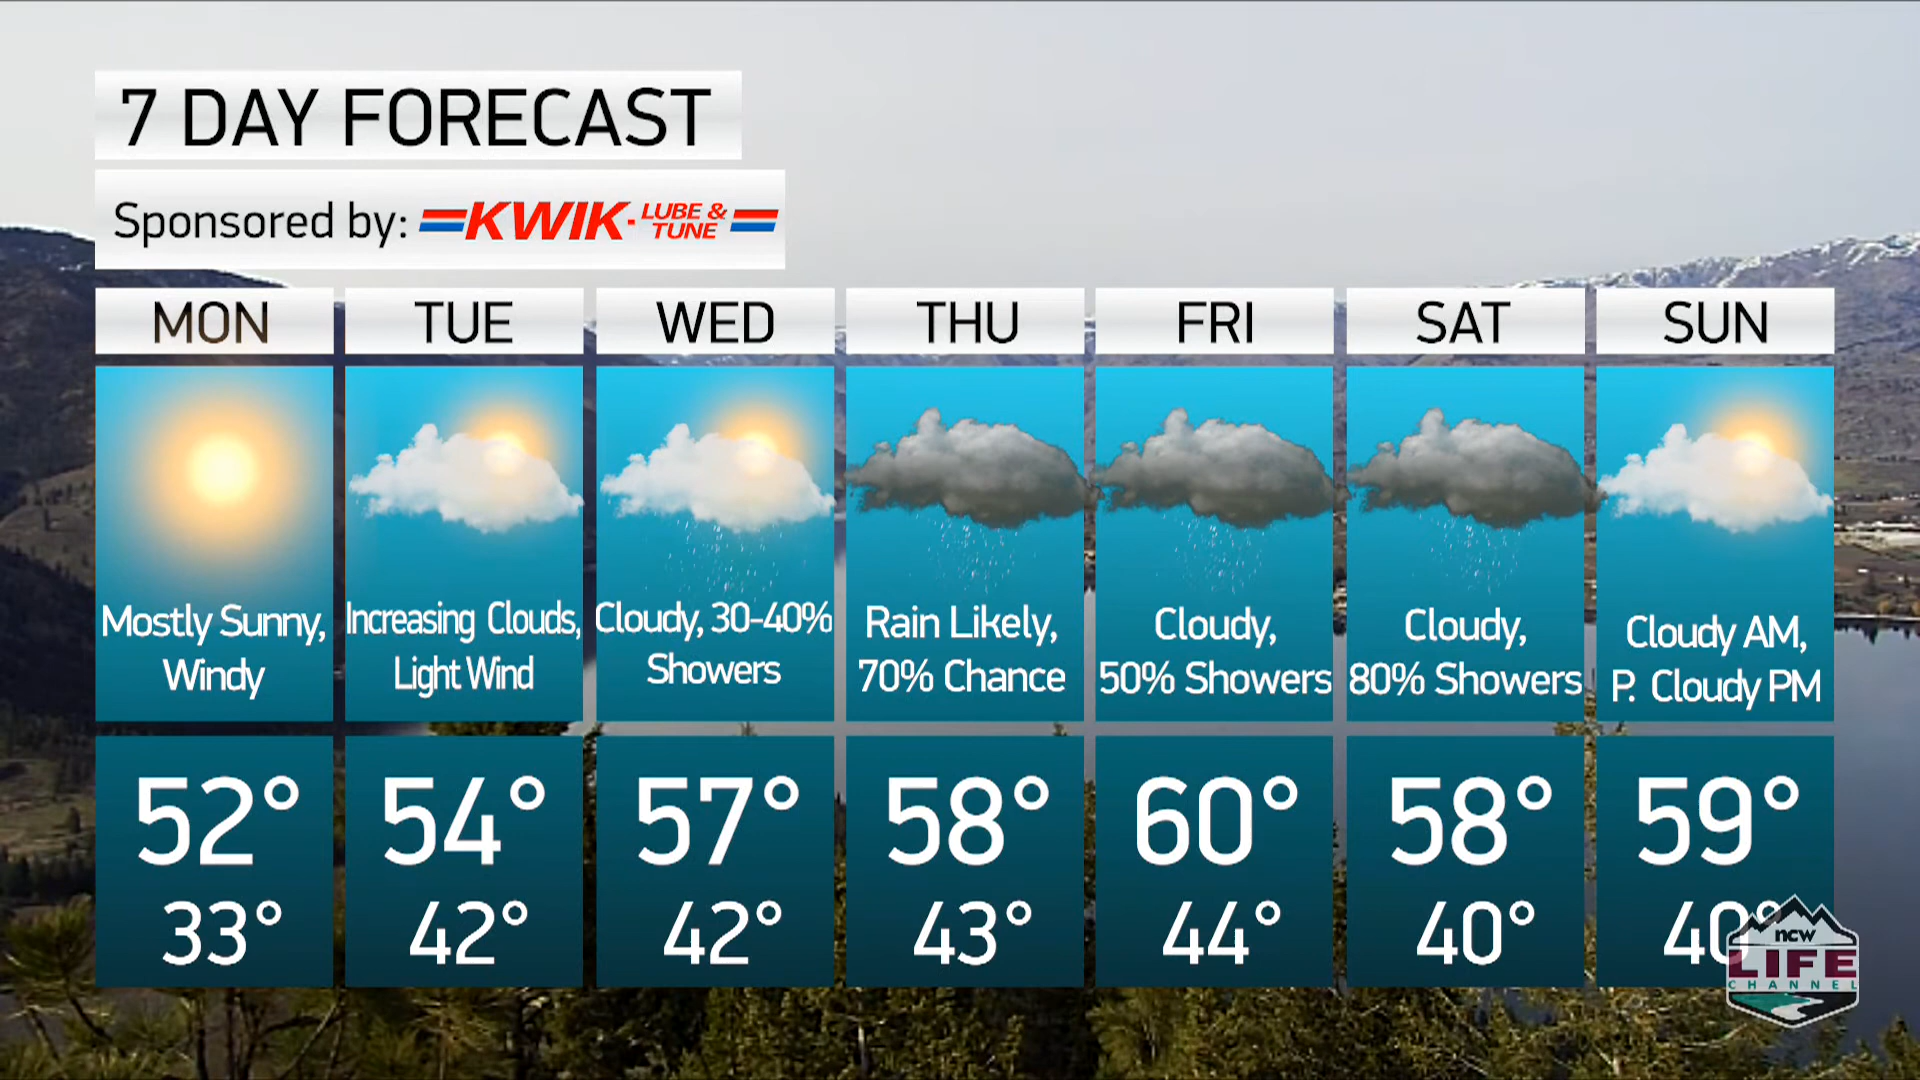 7 DAY FORECAST
Sponsored by: KWIK-LUBE & TUNE
MON
TUE
WED
THU
FRI
SAT
SUN
Mostly Sunny,
Windy
Increasing Clouds,
Light Wind
Cloudy, 30-40%
Showers
Rain Likely,
70% Chance
Cloudy,
50% Showers
Cloudy,
80% Showers
Cloudy AM,
P. Cloudy PM
52° 54° 57° 58° 60° 58° 59°
33° 42° 42° 43° 44° 40° 40°
ncw
LIFE
CHANNEL